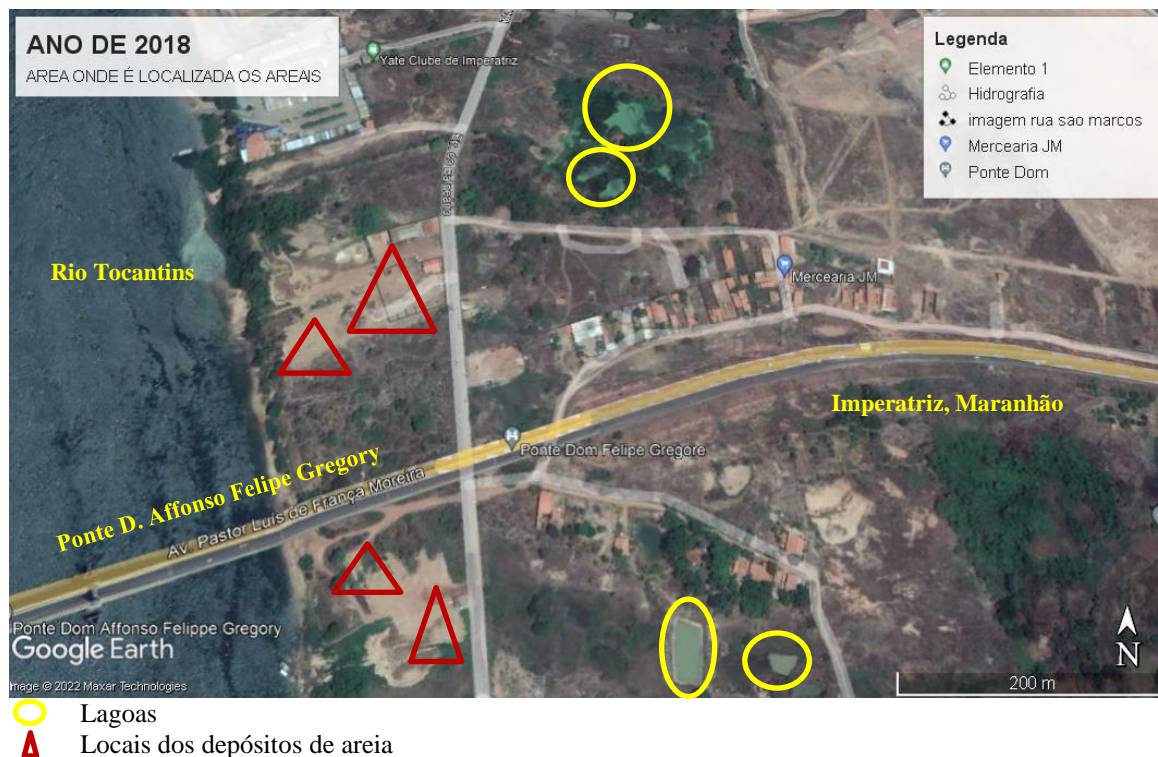 ANO DE 2018
AREA ONDE É LOCALIZADA OS AREAIS
Legenda
Elemento 1
Hidrografia
imagem rua sao marcos
Mercearia JM
Ponte Dom
Yate Clube de Imperatriz
Rio Tocantins
Mercearia JM
Imperatriz, Maranhão
Ponte Dom Felipe Gregore
Ponte D. Affonso Felipe Gregory
Av. Pastor Luís de França Moreira
Ponte Dom Affonso Felippe Gregory
Google Earth
Image © 2022 Maxar Technologies
N
200 m
Lagoas
Locais dos depósitos de areia